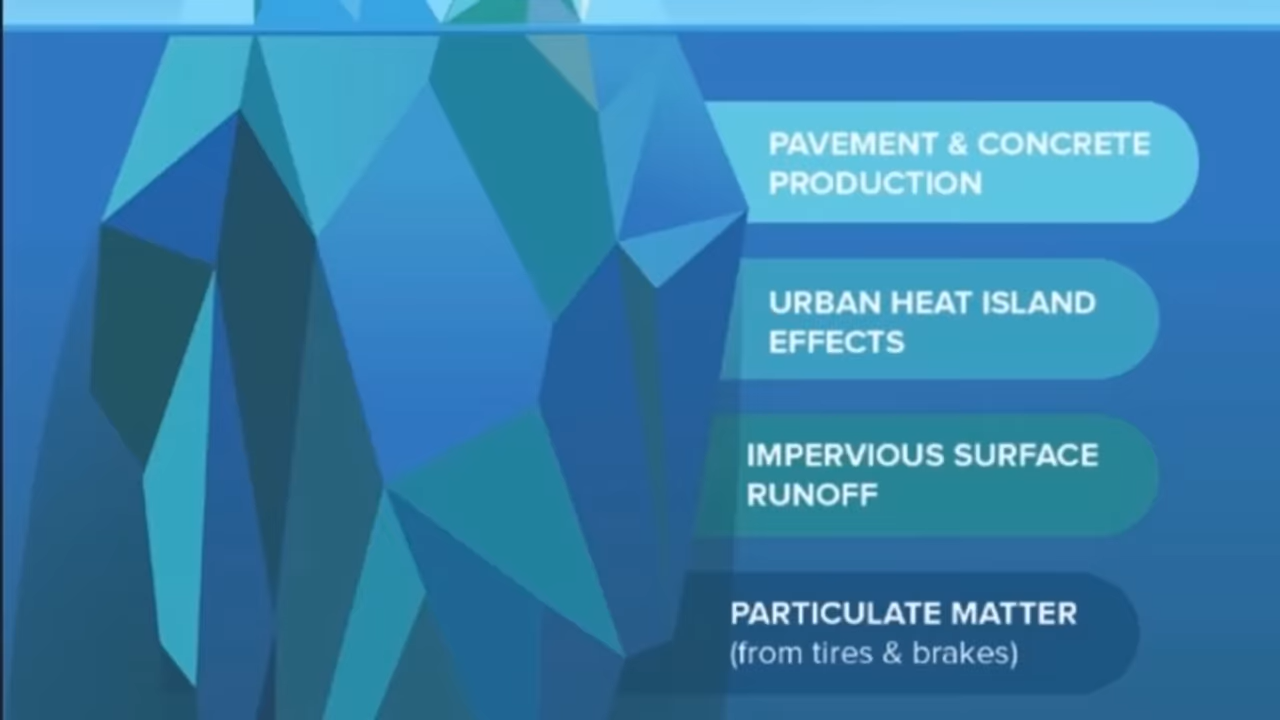 PAVEMENT & CONCRETE
PRODUCTION
URBAN HEAT ISLAND
EFFECTS
IMPERVIOUS SURFACE
RUNOFF
PARTICULATE MATTER
(from tires & brakes)